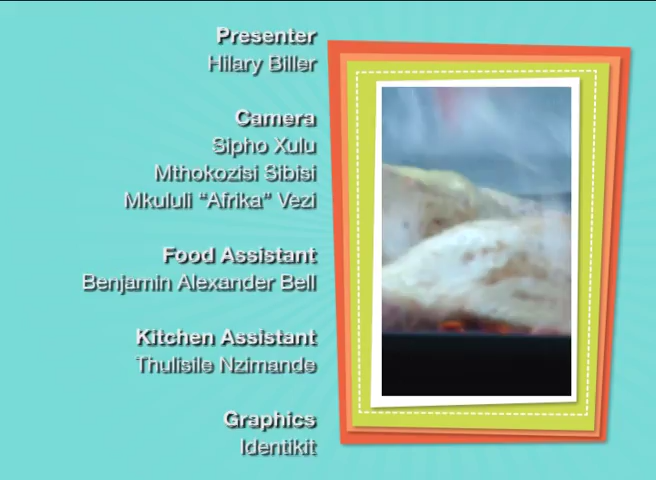 Presenter
Hilary Biller
Camera
Sipho Xulu
Mthokozisi Sibisi
Mkululi “Afrika” Vezi
Food Assistant
Benjamin Alexander Bell
Kitchen Assistant
Thulisile Nzimande
Graphics
Identikit